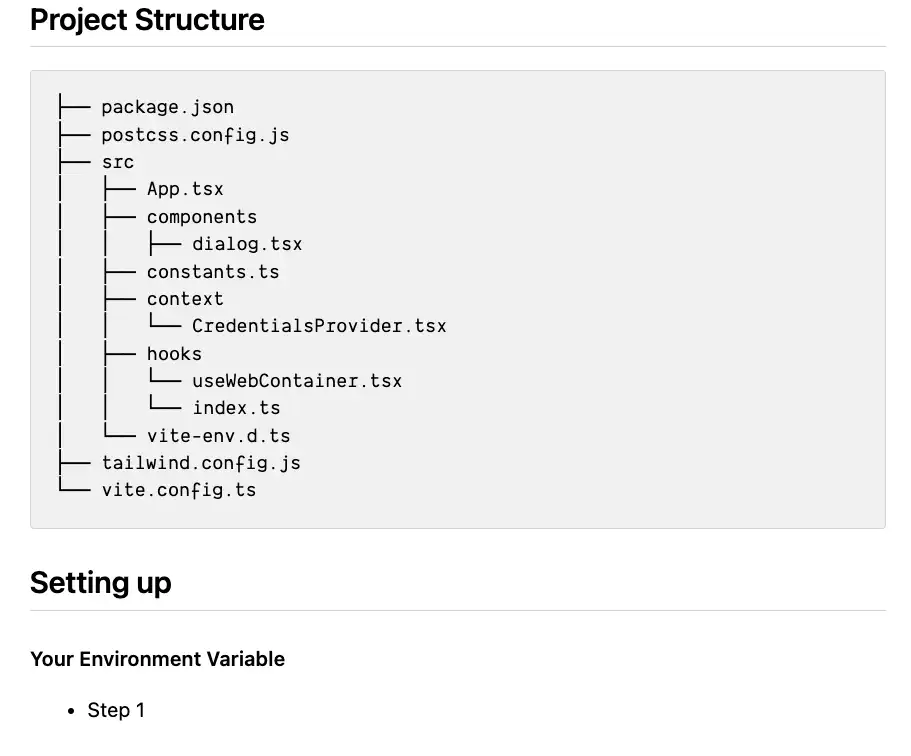 Project Structure
├── package.json
├── postcss.config.js
├── src
│   ├── App.tsx
│   ├── components
│   │   ├── dialog.tsx
│   ├── constants.ts
│   ├── context
│   │   └── CredentialsProvider.tsx
│   ├── hooks
│   │   └── useWebContainer.tsx
│   │   └── index.ts
│   └── vite-env.d.ts
├── tailwind.config.js
└── vite.config.ts
Setting up
Your Environment Variable
• Step 1